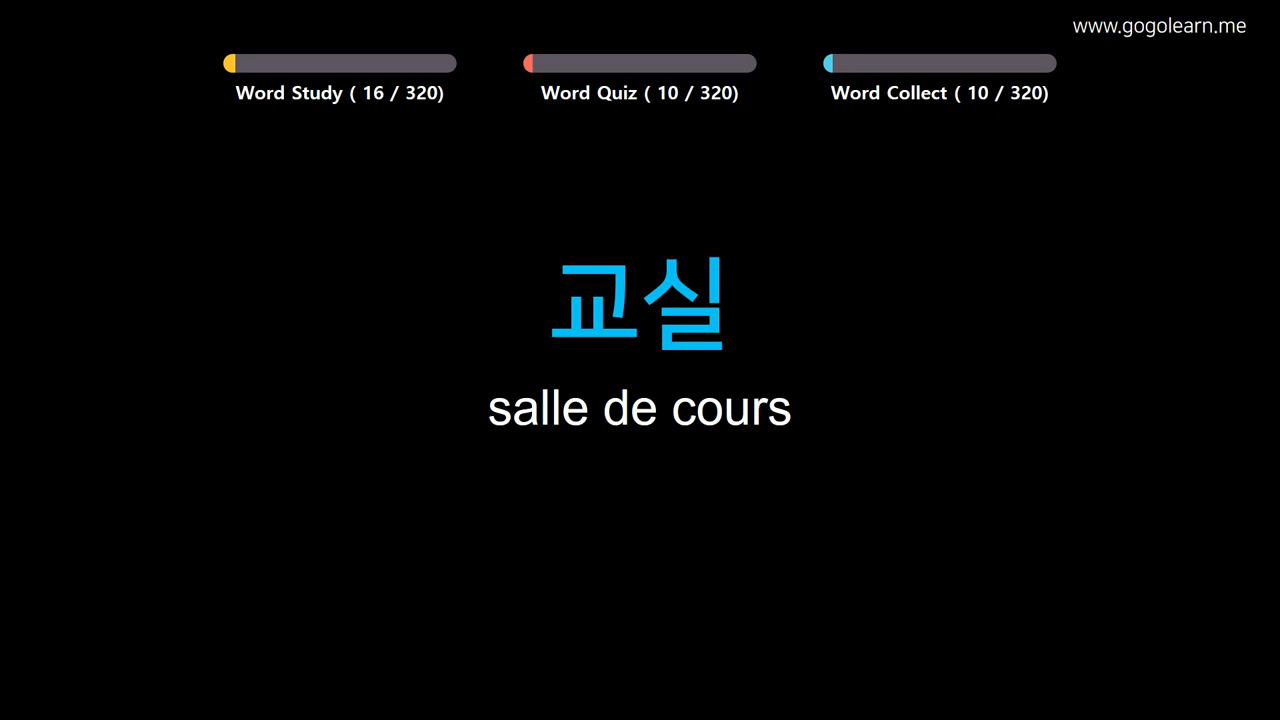 www.gogolearn.me
Word Study ( 16 / 320)
Word Quiz ( 10 / 320)
Word Collect ( 10 / 320)
교실
salle de cours